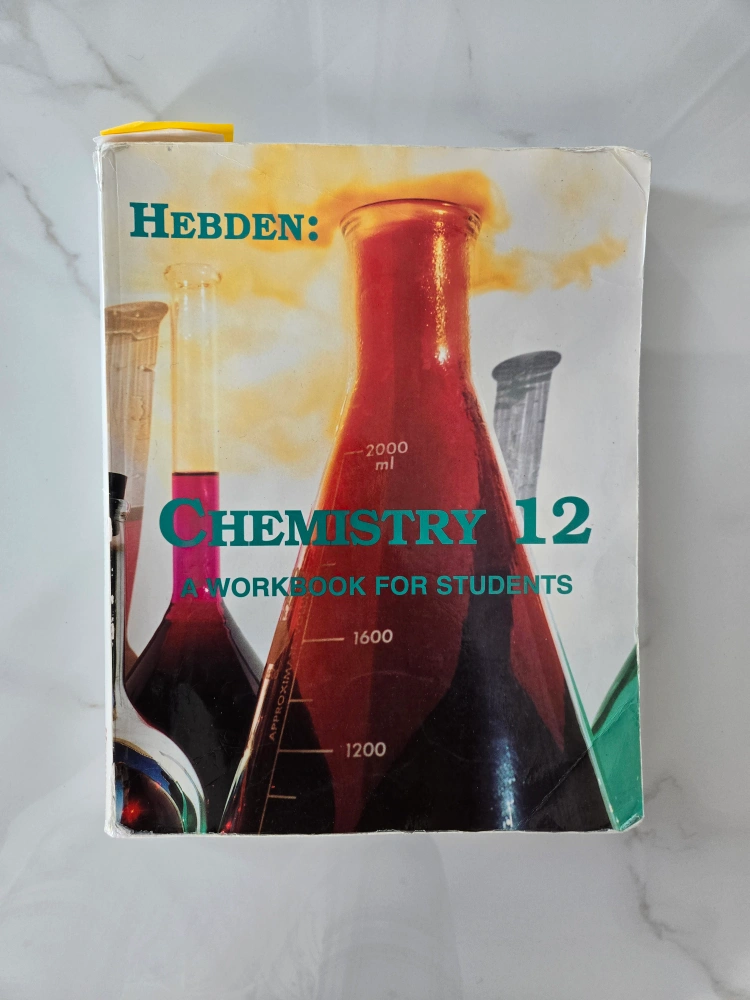 HEBDEN:
2000
ml
CHEMISTRY 12
A WORKBOOK FOR STUDENTS
1600
1200